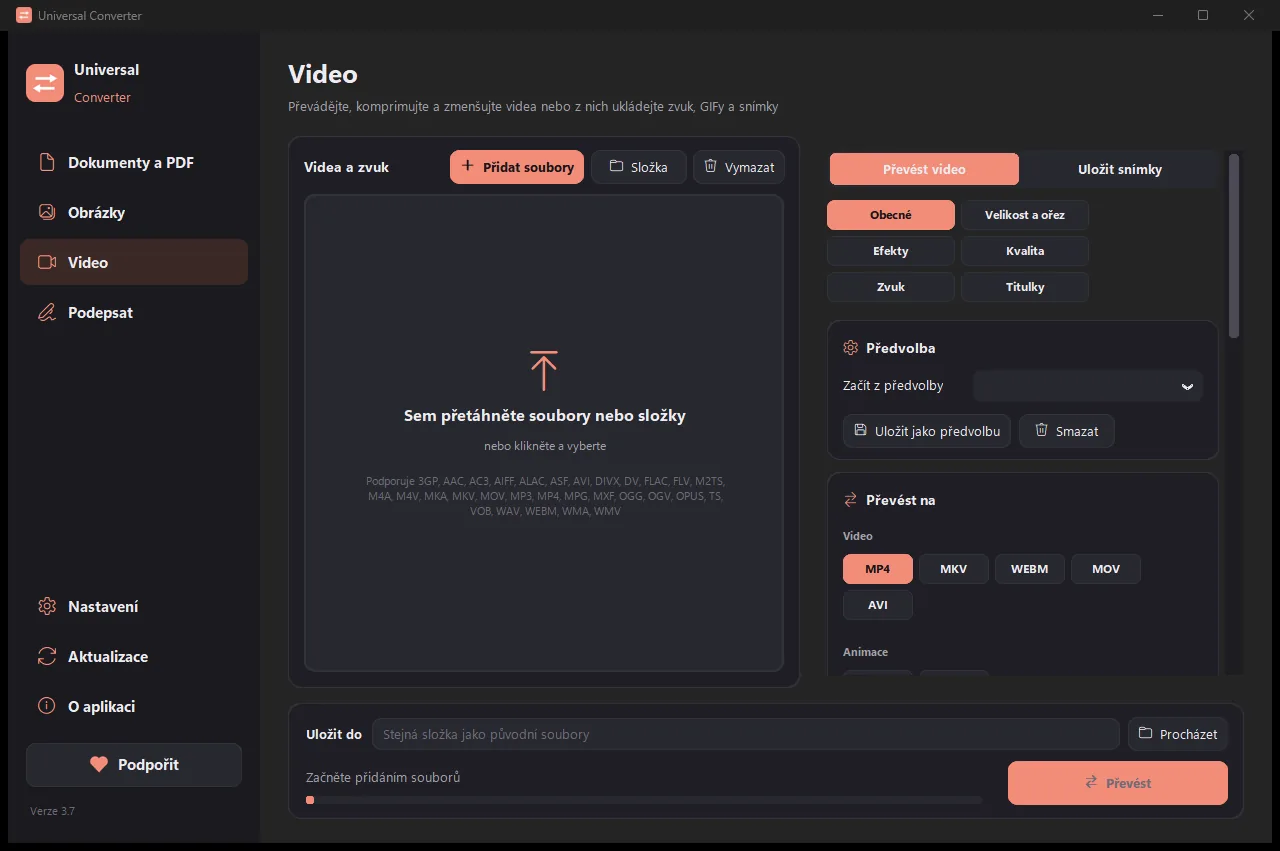 Universal Converter
Universal
Converter
Dokumenty a PDF
Obrázky
Video
Podepsat
Nastavení
Aktualizace
O aplikaci
Podpořit
Verze 3.7
Video
Převádějte, komprimujte a zmenšujte videa nebo z nich ukládejte zvuk, GIFy a snímky
Videa a zvuk
Přidat soubory
Složka
Vymazat
Sem přetáhněte soubory nebo složky
nebo klikněte a vyberte
Podporuje 3GP, AAC, AC3, AIFF, ALAC, ASF, AVI, DIVX, DV, FLAC, FLV, M2TS,
M4A, M4V, MKA, MKV, MOV, MP3, MP4, MPG, MXF, OGG, OGV, OPUS, TS,
VOB, WAV, WEBM, WMA, WMV
Převést video
Uložit snímky
Obecné
Velikost a ořez
Efekty
Kvalita
Zvuk
Titulky
Předvolba
Začít z předvolby
Uložit jako předvolbu
Smazat
Převést na
Video
MP4
MKV
WEBM
MOV
AVI
Animace
Uložit do
Stejná složka jako původní soubory
Procházet
Začněte přidáním souborů
Převést